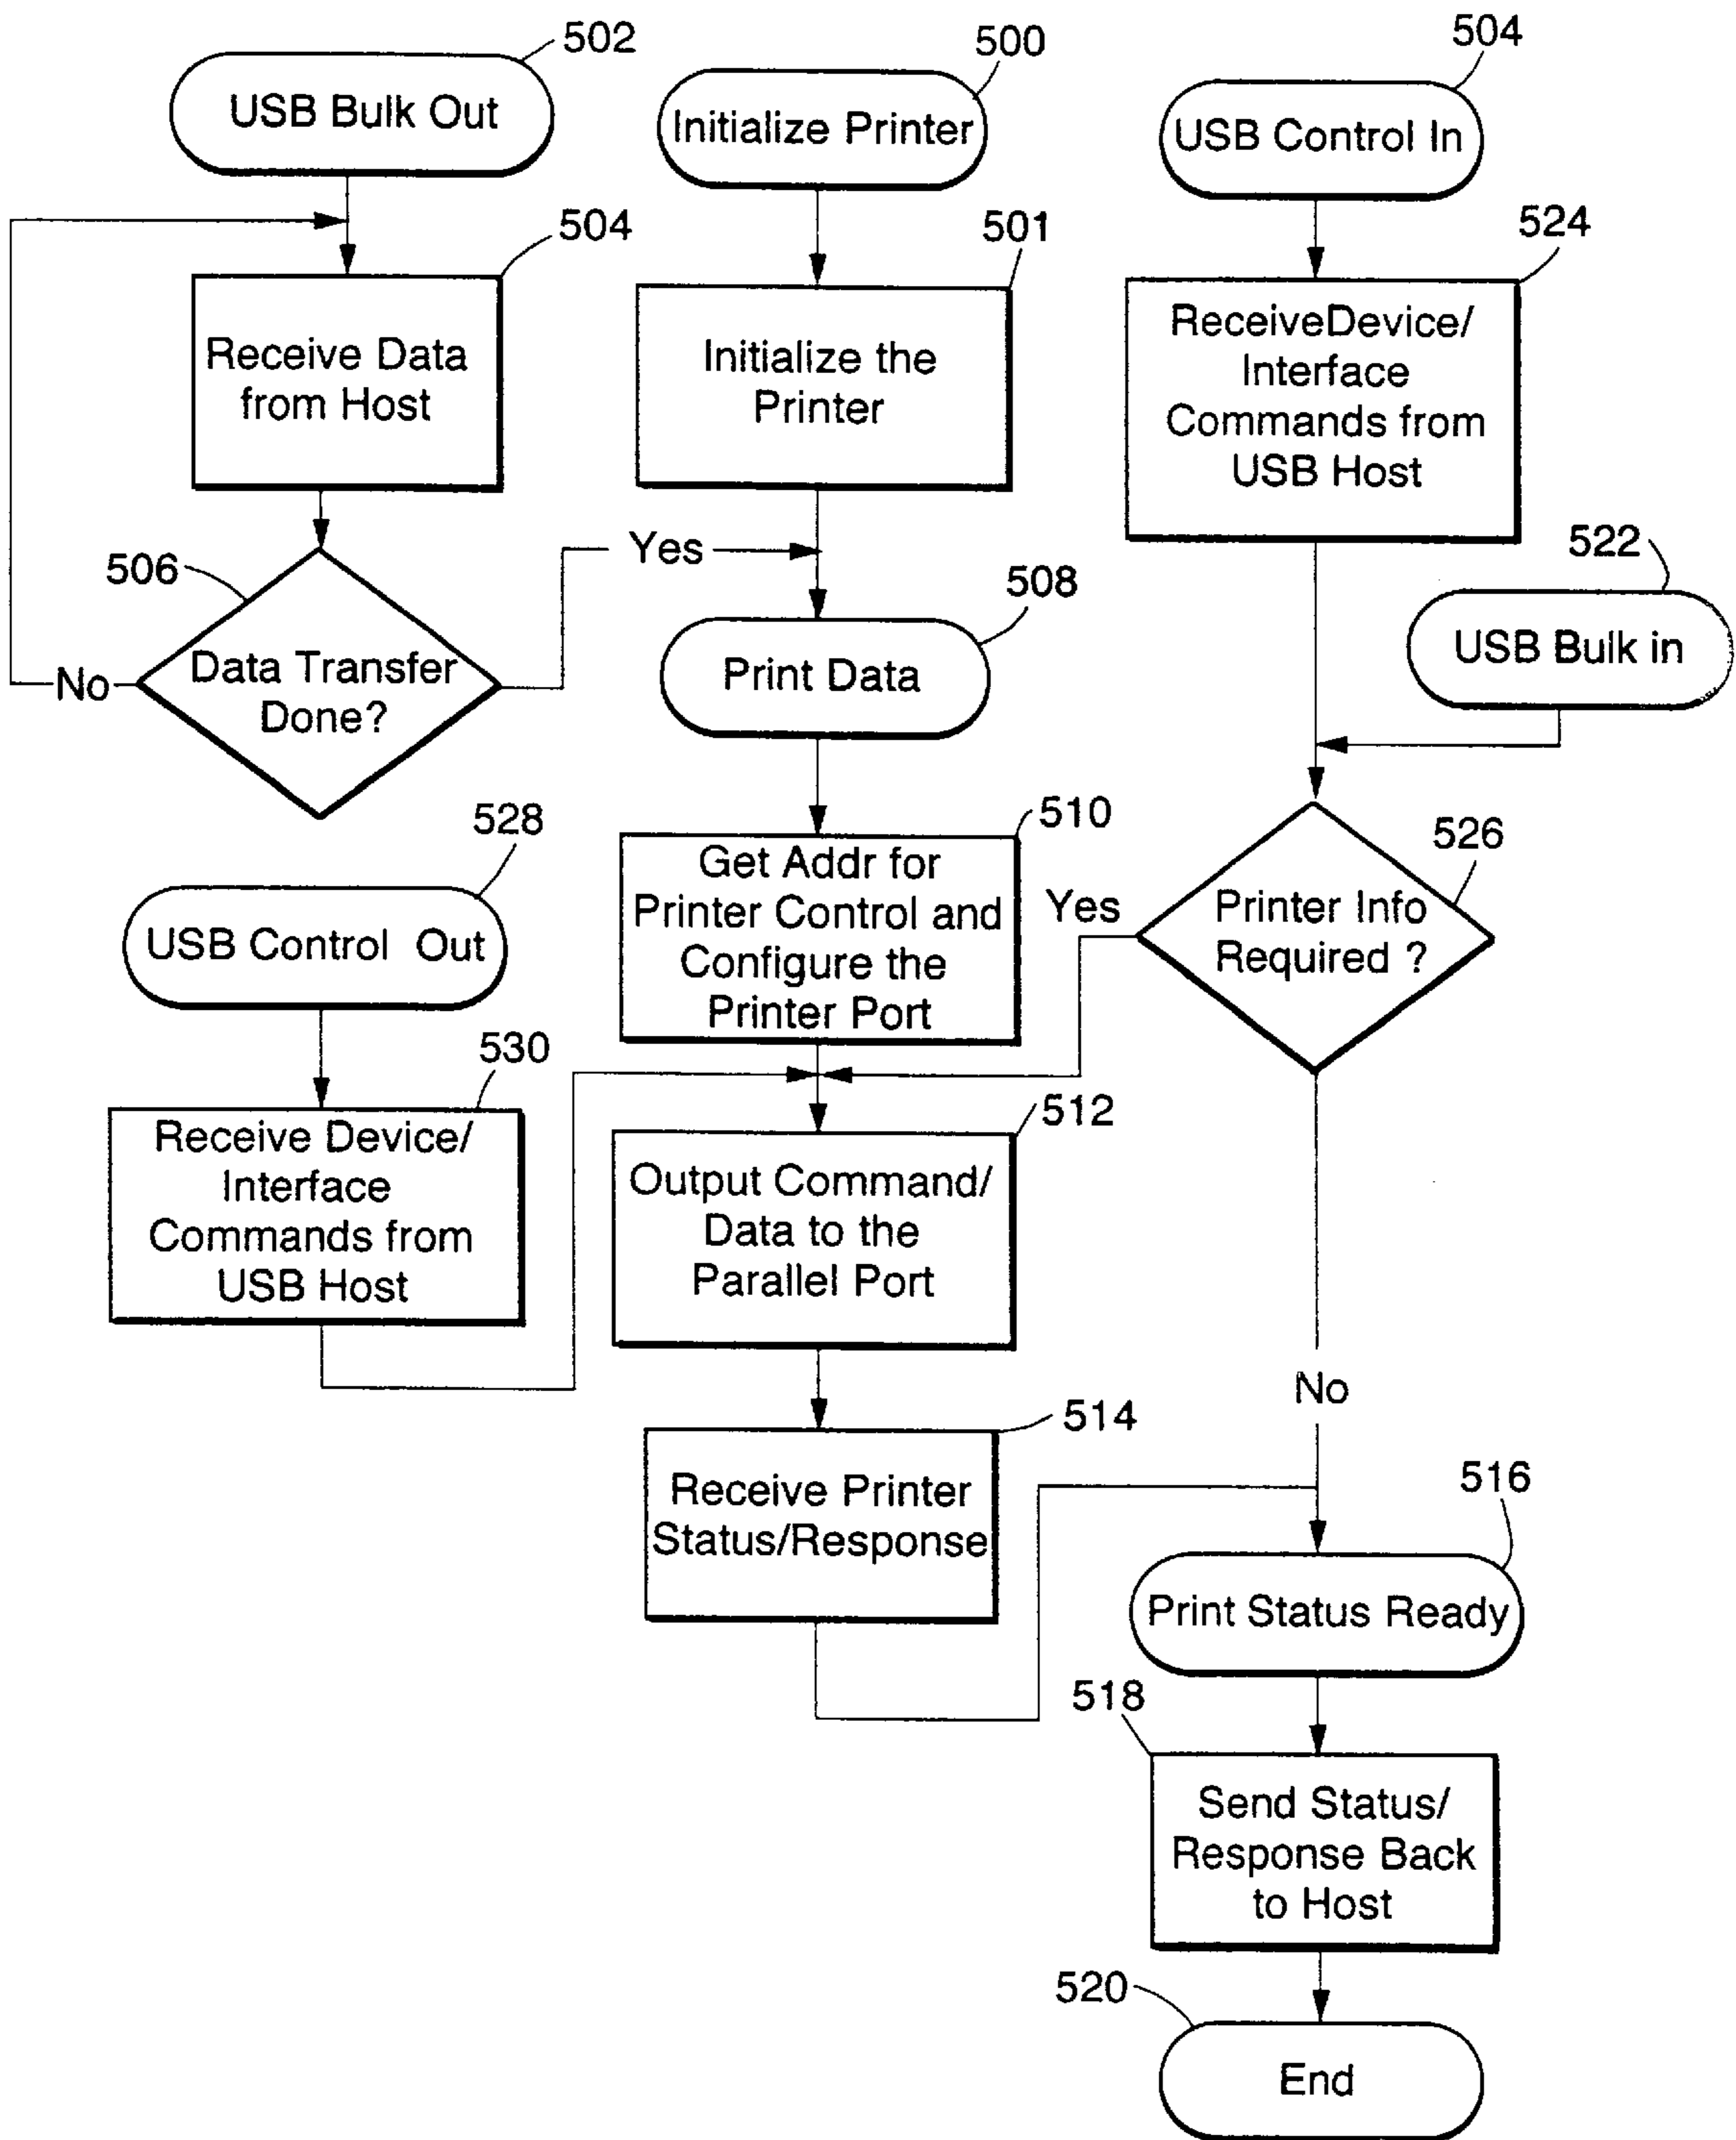 502
USB Bulk Out
504
Receive Data
from Host
506
Data Transfer
Done?
No
Yes
500
Initialize Printer
501
Initialize the
Printer
508
Print Data
510
Get Addr for
Printer Control and
Configure the
Printer Port
512
Output Command/
Data to the
Parallel Port
514
Receive Printer
Status/Response
528
USB Control Out
530
Receive Device/
Interface
Commands from
USB Host
504
USB Control In
524
ReceiveDevice/
Interface
Commands from
USB Host
522
USB Bulk in
526
Printer Info
Required ?
Yes
No
516
Print Status Ready
518
Send Status/
Response Back
to Host
520
End